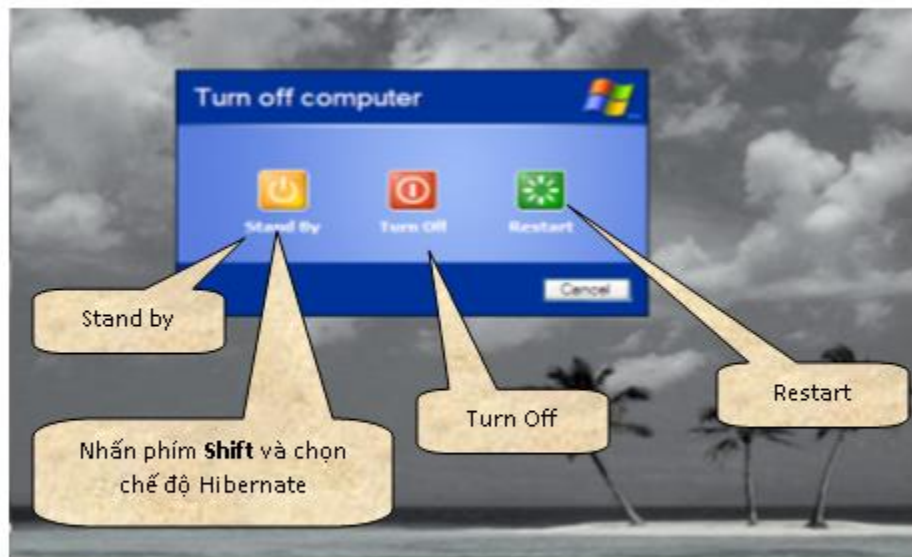 Turn off computer
Stand By
Turn Off
Restart
Cancel
Stand by
Nhấn phím Shift và chọn
chế độ Hibernate
Turn Off
Restart